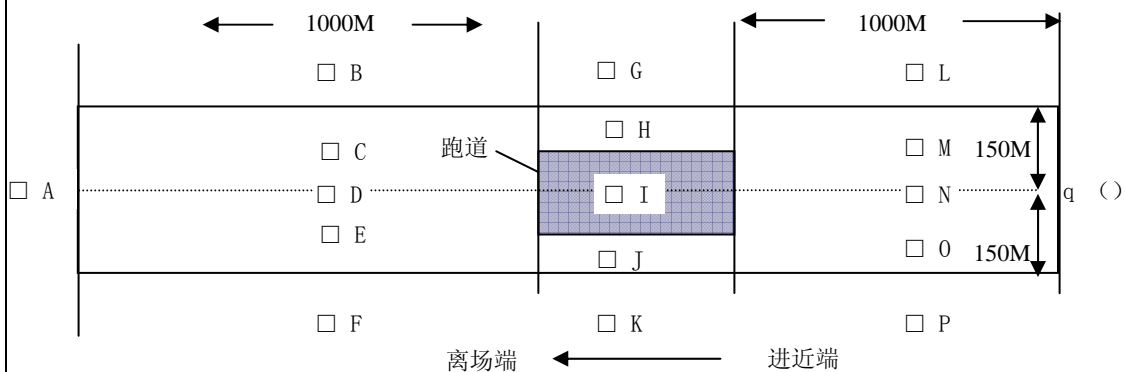 1000M 1000M
□ B □ G □ L
□ H
跑道
□ C □ M 150M
□ A □ D □ I □ N q （）
□ E □ O 150M
□ J
□ F □ K □ P
离场端 进近端